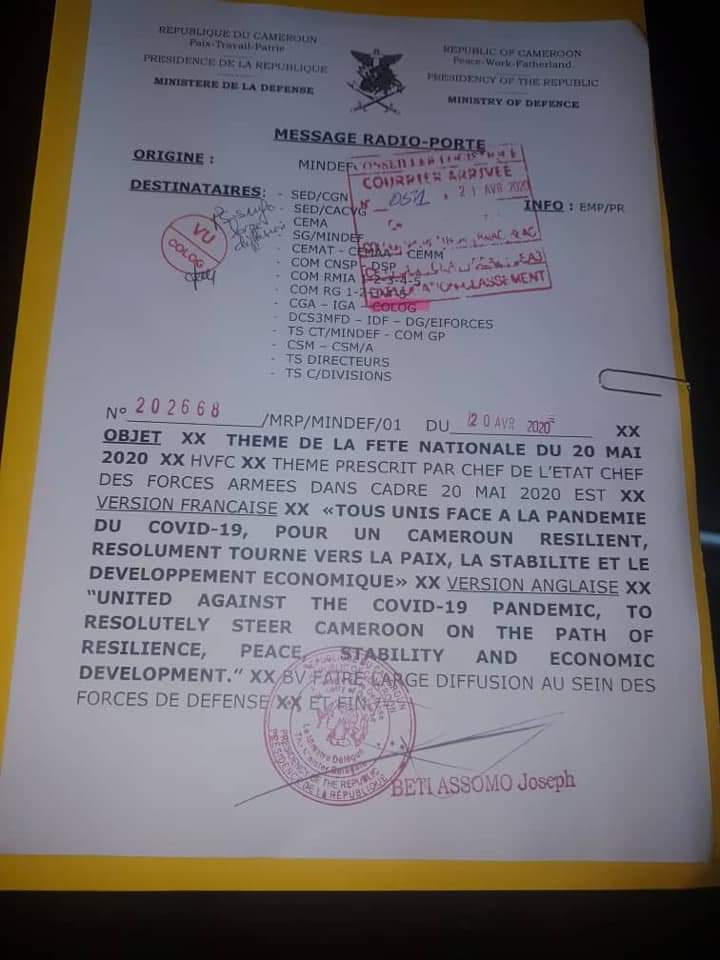 REPUBLIQUE DU CAMEROUN
Paix-Travail-Patrie
PRESIDENCE DE LA REPUBLIQUE
MINISTERE DE LA DEFENSE
REPUBLIC OF CAMEROON
Peace-Work-Fatherland
PRESIDENCY OF THE REPUBLIC
MINISTRY OF DEFENCE
MESSAGE RADIO-PORTE
ORIGINE : MINDEF
COURRIER ARRIVEE
N° 0571 21 AVR 2020
CLASSEMENT
DESTINATAIRES: - SED/CGN
INFO : EMP/PR
- SED/CACVG
- CEMA
- SG/MINDEF
- CEMAT - CEMAA - CEMM
- COM CNSP - DSP
- COM RMIA 1-2-3-4-5
- COM RG 1-2
- CGA – IGA – COLOG
- DCS3MFD – IDF – DG/EIFORCES
- TS CT/MINDEF - COM GP
- CSM – CSM/A
- TS DIRECTEURS
- TS C/DIVISIONS
VU
COLOG
N° 202668 /MRP/MINDEF/01 DU 20 AVR 2020 XX
OBJET XX THEME DE LA FETE NATIONALE DU 20 MAI
2020 XX HVFC XX THEME PRESCRIT PAR CHEF DE L'ETAT CHEF
DES FORCES ARMEES DANS CADRE 20 MAI 2020 EST XX
VERSION FRANCAISE XX «TOUS UNIS FACE A LA PANDEMIE
DU COVID-19, POUR UN CAMEROUN RESILIENT,
RESOLUMENT TOURNE VERS LA PAIX, LA STABILITE ET LE
DEVELOPPEMENT ECONOMIQUE» XX VERSION ANGLAISE XX
“UNITED AGAINST THE COVID-19 PANDEMIC, TO
RESOLUTELY STEER CAMEROON ON THE PATH OF
RESILIENCE, PEACE, STABILITY AND ECONOMIC
DEVELOPMENT.” XX BV FAIRE LARGE DIFFUSION AU SEIN DES
FORCES DE DEFENSE XX ET FIN
Le Ministre Délégué
PRESIDENCY OF THE REPUBLIC
PRESIDENCE DE LA REPUBLIQUE
BETI ASSOMO Joseph